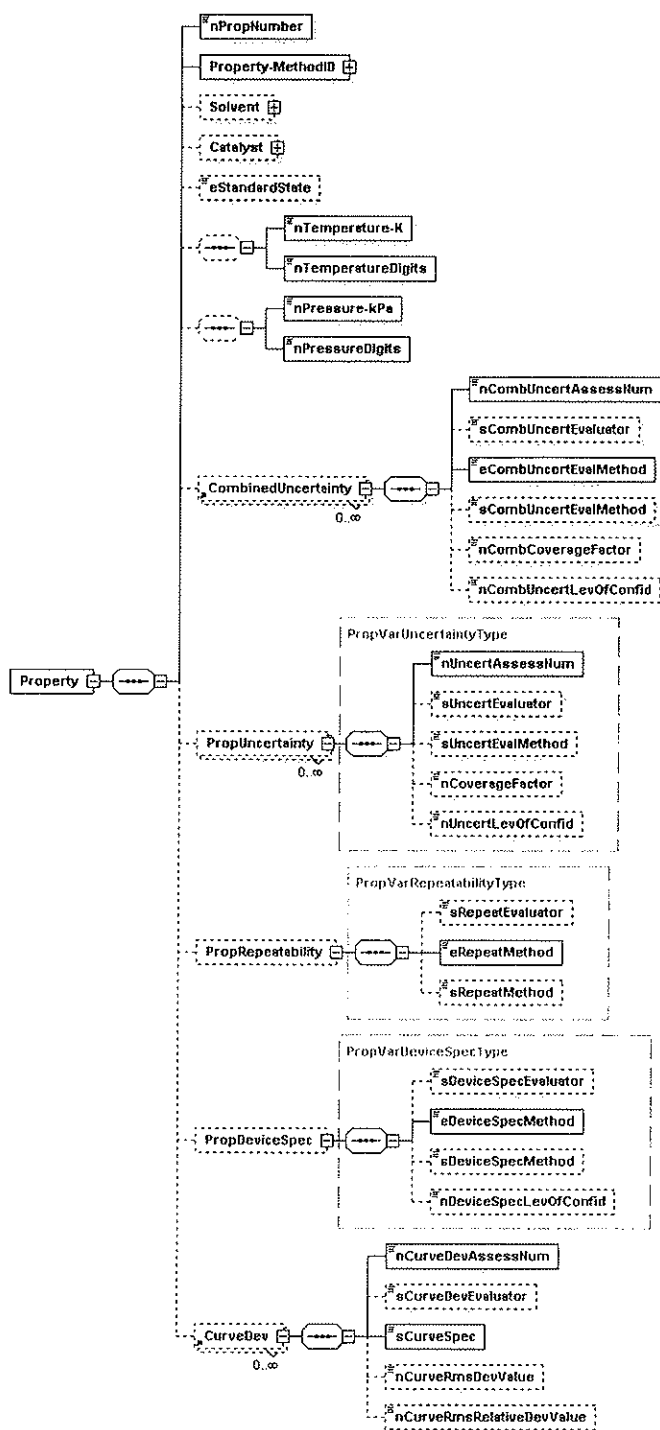 nPropNumber
Property-MethodID
Solvent
Catalyst
eStandardState
nTemperature-K
nTemperatureDigits
nPressure-kPa
nPressureDigits
nCombUncertAssessNum
sCombUncertEvaluator
eCombUncertEvalMethod
CombinedUncertainty
0..∞
sCombUncertEvalMethod
nCombCoverageFactor
nCombUncertLevOfConfid
PropVarUncertaintyType
nUncertAssessNum
Property
sUncertEvaluator
PropUncertainty
0..∞
sUncertEvalMethod
nCoverageFactor
nUncertLevOfConfid
PropVarRepeatabilityType
sRepeatEvaluator
PropRepeatability
eRepeatMethod
sRepeatMethod
PropVarDeviceSpecType
sDeviceSpecEvaluator
eDeviceSpecMethod
PropDeviceSpec
sDeviceSpecMethod
nDeviceSpecLevOfConfid
nCurveDevAssessNum
sCurveDevEvaluator
CurveDev
0..∞
sCurveSpec
nCurveRmsDevValue
nCurveRmsRelativeDevValue